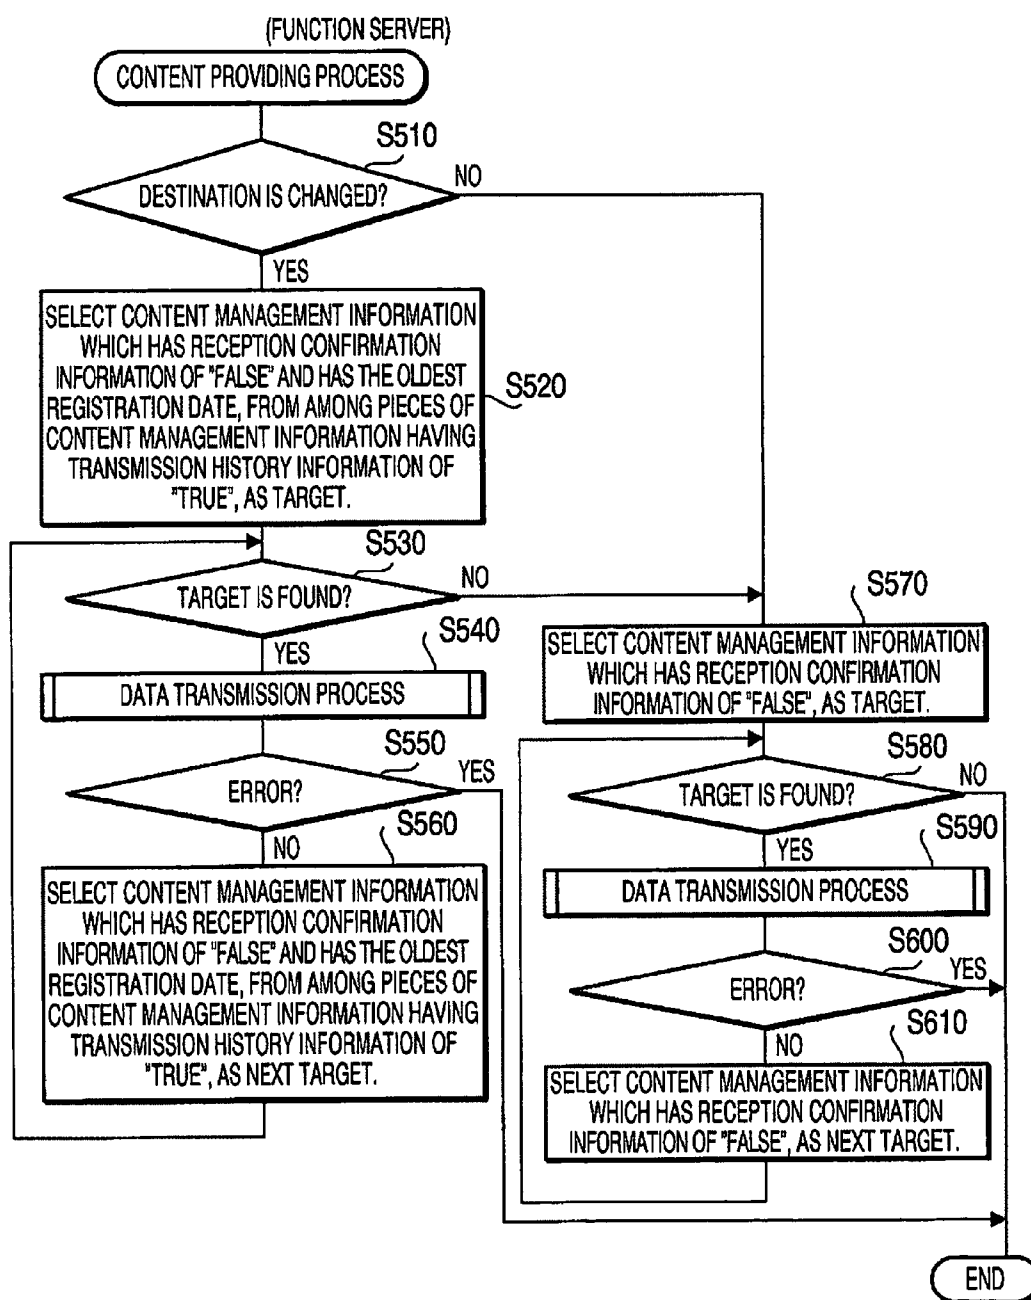 (FUNCTION SERVER)
CONTENT PROVIDING PROCESS
S510
DESTINATION IS CHANGED?
NO
YES
SELECT CONTENT MANAGEMENT INFORMATION
WHICH HAS RECEPTION CONFIRMATION
INFORMATION OF "FALSE" AND HAS THE OLDEST
REGISTRATION DATE, FROM AMONG PIECES OF
CONTENT MANAGEMENT INFORMATION HAVING
TRANSMISSION HISTORY INFORMATION OF
"TRUE", AS TARGET.
S520
S530
TARGET IS FOUND?
NO
YES
S540
DATA TRANSMISSION PROCESS
S550
ERROR?
YES
NO
S560
SELECT CONTENT MANAGEMENT INFORMATION
WHICH HAS RECEPTION CONFIRMATION
INFORMATION OF "FALSE" AND HAS THE OLDEST
REGISTRATION DATE, FROM AMONG PIECES OF
CONTENT MANAGEMENT INFORMATION HAVING
TRANSMISSION HISTORY INFORMATION OF
"TRUE", AS NEXT TARGET.
S570
SELECT CONTENT MANAGEMENT INFORMATION
WHICH HAS RECEPTION CONFIRMATION
INFORMATION OF "FALSE", AS TARGET.
S580
TARGET IS FOUND?
NO
YES
S590
DATA TRANSMISSION PROCESS
S600
ERROR?
YES
NO
S610
SELECT CONTENT MANAGEMENT INFORMATION
WHICH HAS RECEPTION CONFIRMATION
INFORMATION OF "FALSE", AS NEXT TARGET.
END